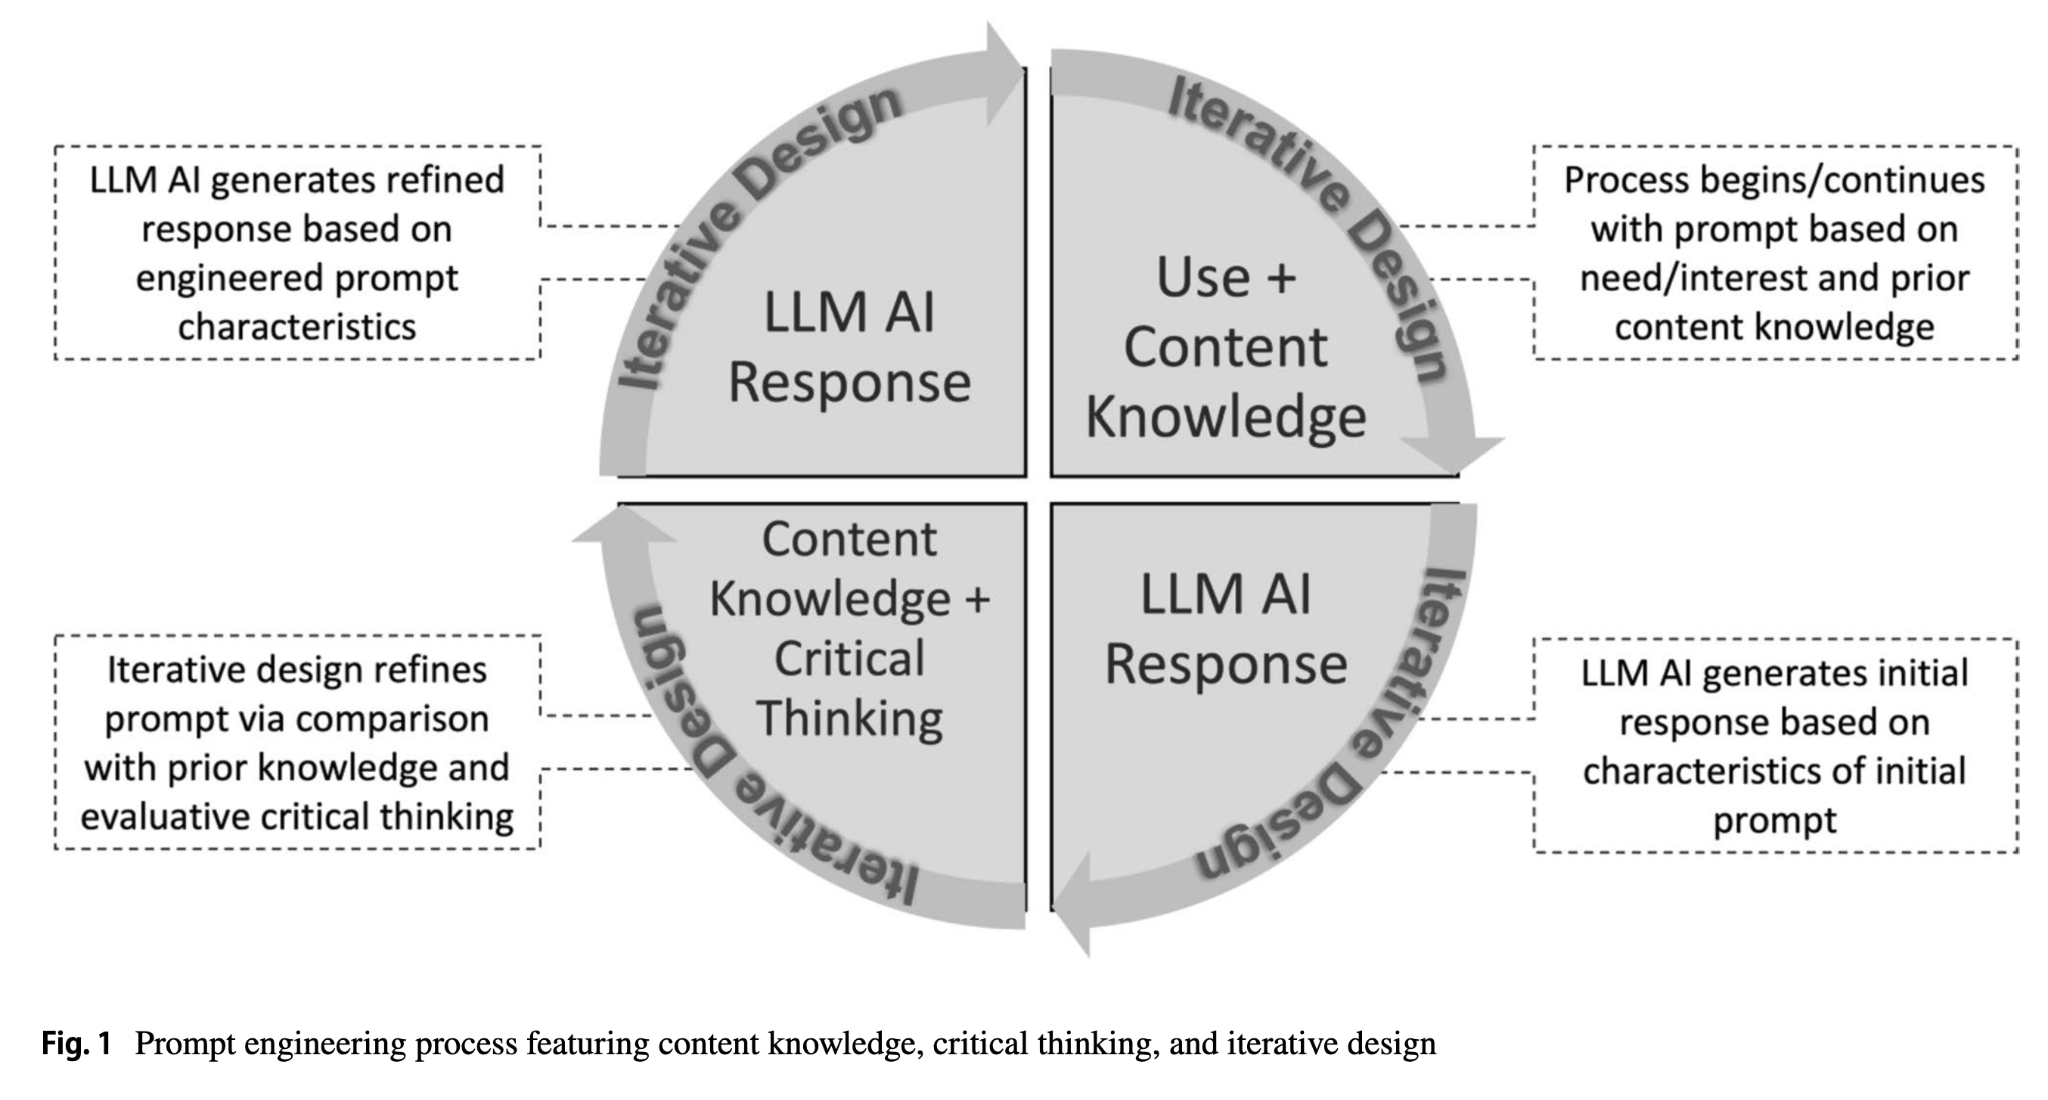 LLM AI generates refined
response based on
engineered prompt
characteristics
Iterative Design
LLM AI
Response
Iterative Design
Use +
Content
Knowledge
Process begins/continues
with prompt based on
need/interest and prior
content knowledge
Iterative design refines
prompt via comparison
with prior knowledge and
evaluative critical thinking
Iterative Design
Content
Knowledge +
Critical
Thinking
LLM AI
Response
Iterative Design
LLM AI generates initial
response based on
characteristics of initial
prompt
Fig. 1 Prompt engineering process featuring content knowledge, critical thinking, and iterative design